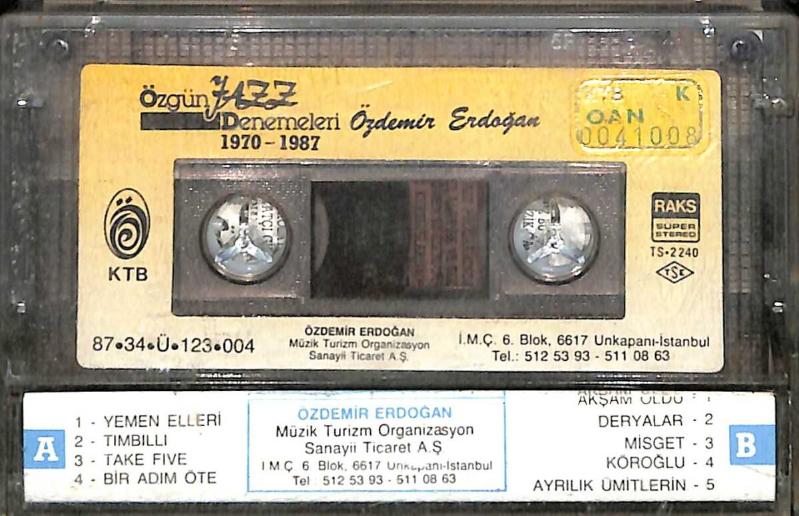 Özgün JAZZ
Denemeleri Özdemir Erdoğan
1970-1987
K
OAN
0041008
KTB
RAKS
SUPER
STEREO
TS•2240
TSE
87•34•Ü•123•004
ÖZDEMİR ERDOĞAN
Müzik Turizm Organizasyon
Sanayii Ticaret A.Ş.
İ.M.Ç. 6. Blok, 6617 Unkapanı-İstanbul
Tel.: 512 53 93 - 511 08 63
A
1 - YEMEN ELLERİ
2 - TIMBILLI
3 - TAKE FIVE
4 - BİR ADIM ÖTE
ÖZDEMİR ERDOĞAN
Müzik Turizm Organizasyon
Sanayii Ticaret A.Ş
İ M.Ç 6 Blok, 6617 Unkapanı-İstanbul
Tel 512 53 93 - 511 08 63
AKŞAM OLDU - 1
DERYALAR - 2
MİSGET - 3
KÖROĞLU - 4
AYRILIK ÜMİTLERİN - 5
B